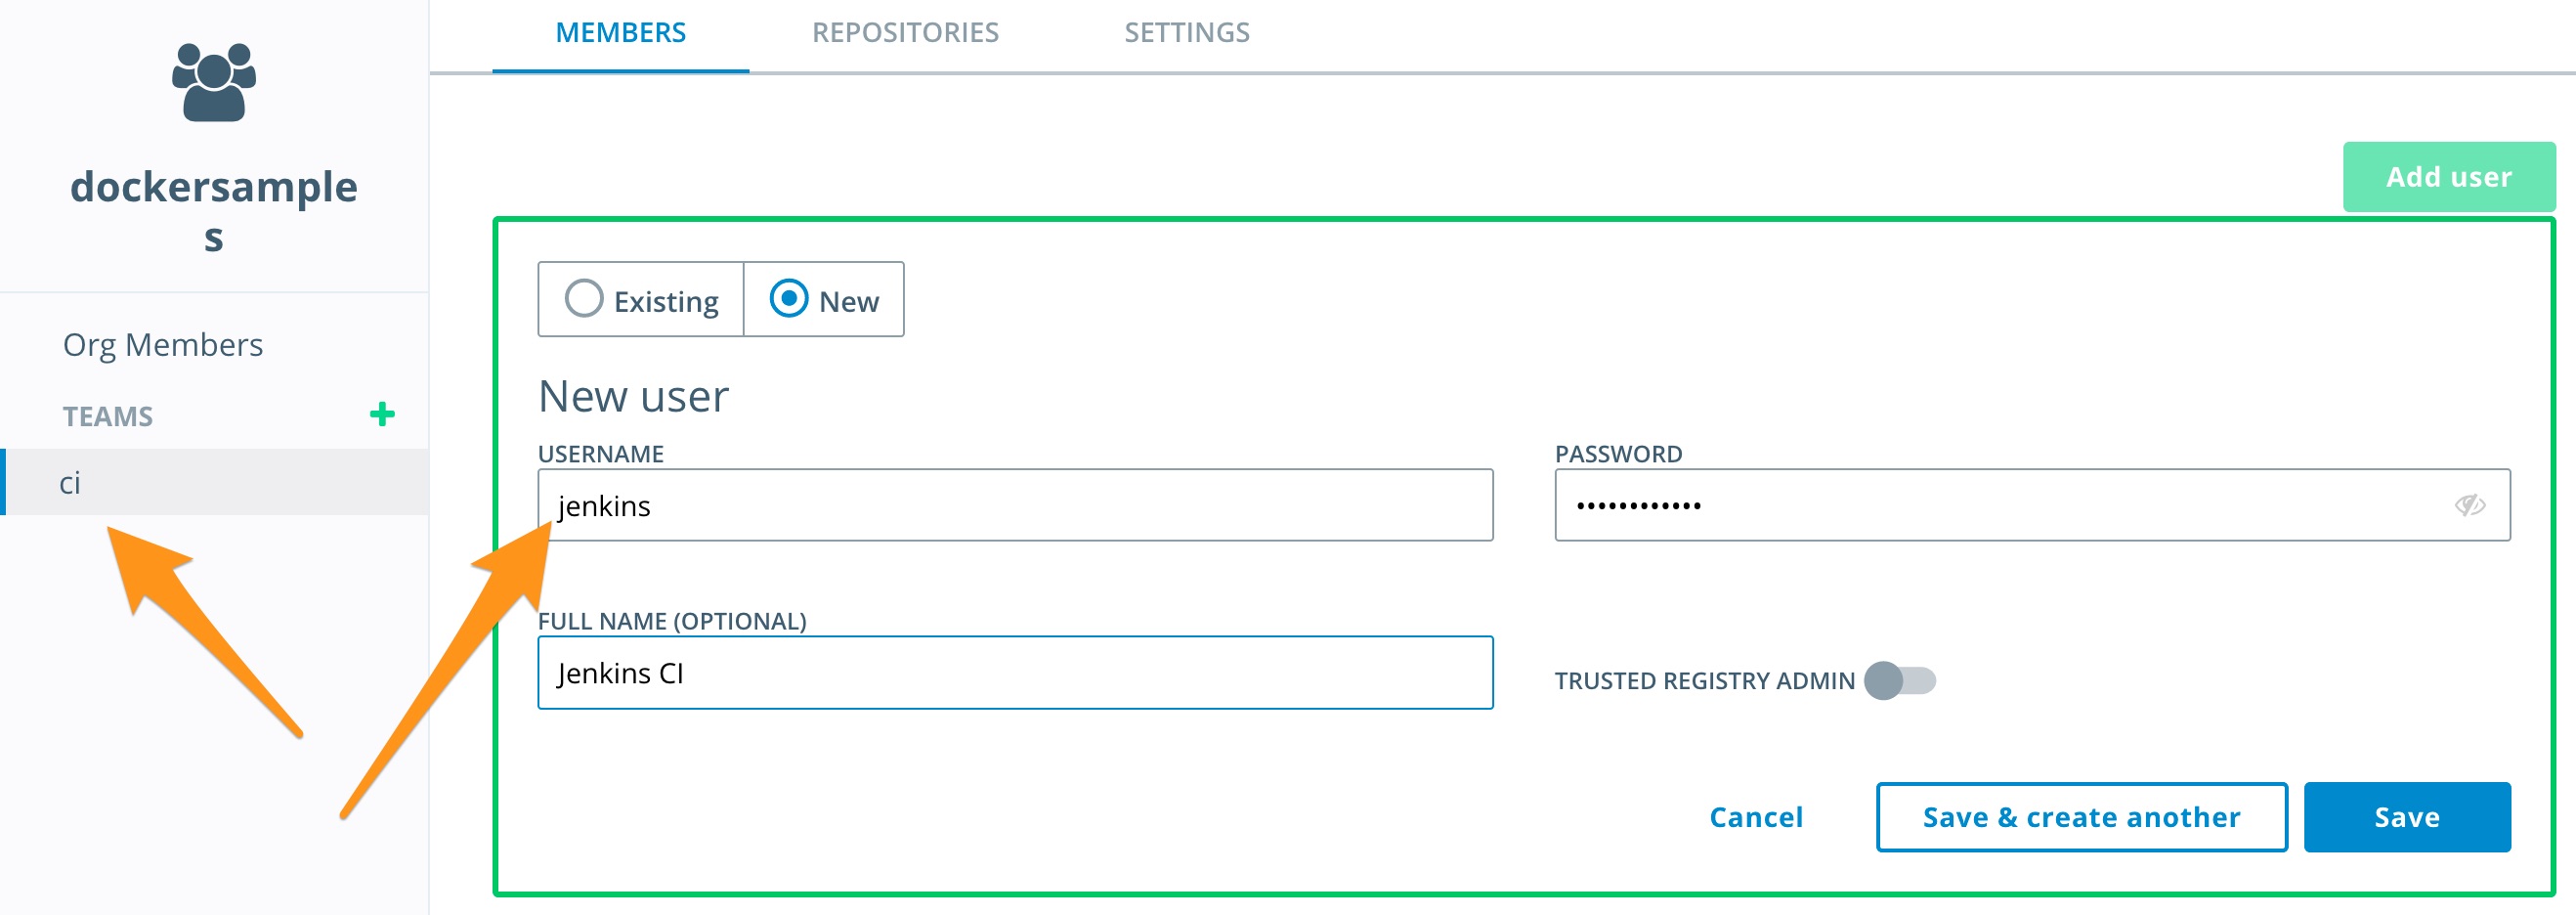 dockersample
s
Org Members
TEAMS
ci
MEMBERS REPOSITORIES SETTINGS
Add user
Existing New
New user
USERNAME PASSWORD
jenkins ••••••••••••
FULL NAME (OPTIONAL)
Jenkins CI
TRUSTED REGISTRY ADMIN
Cancel Save & create another Save